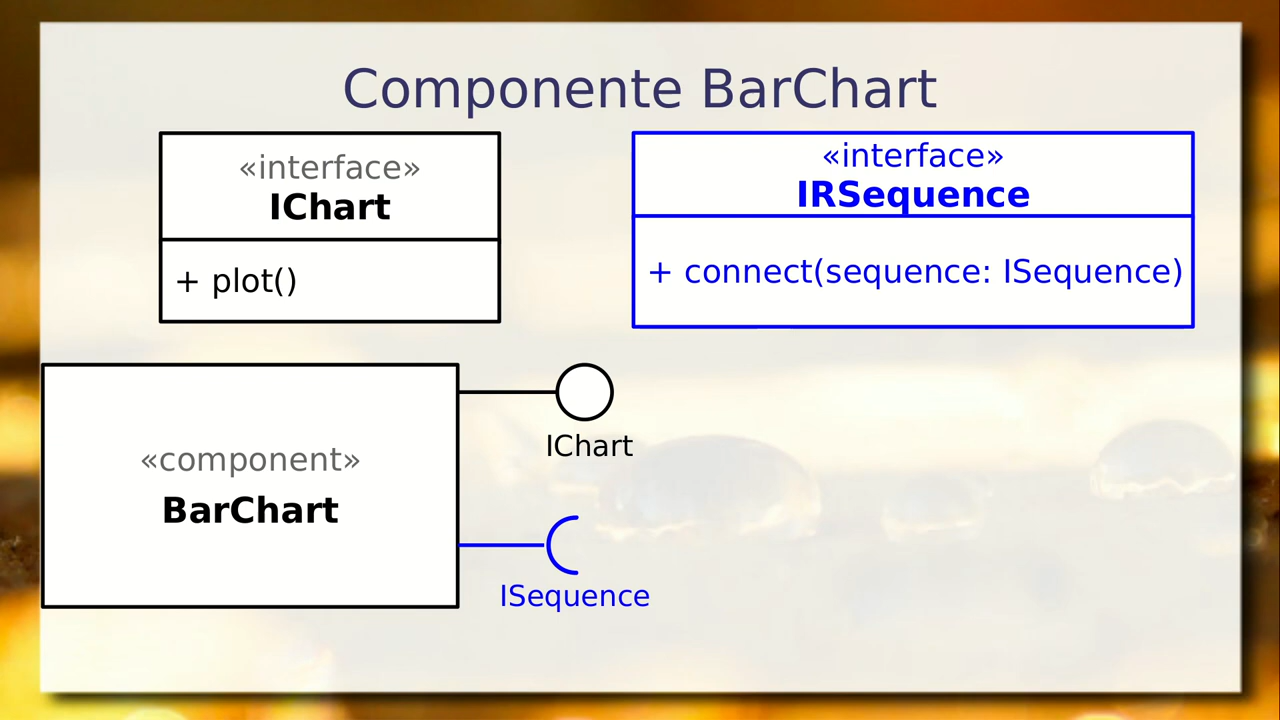 Componente BarChart
«interface»
IChart
+ plot()
«interface»
IRSequence
+ connect(sequence: ISequence)
«component»
BarChart
IChart
ISequence